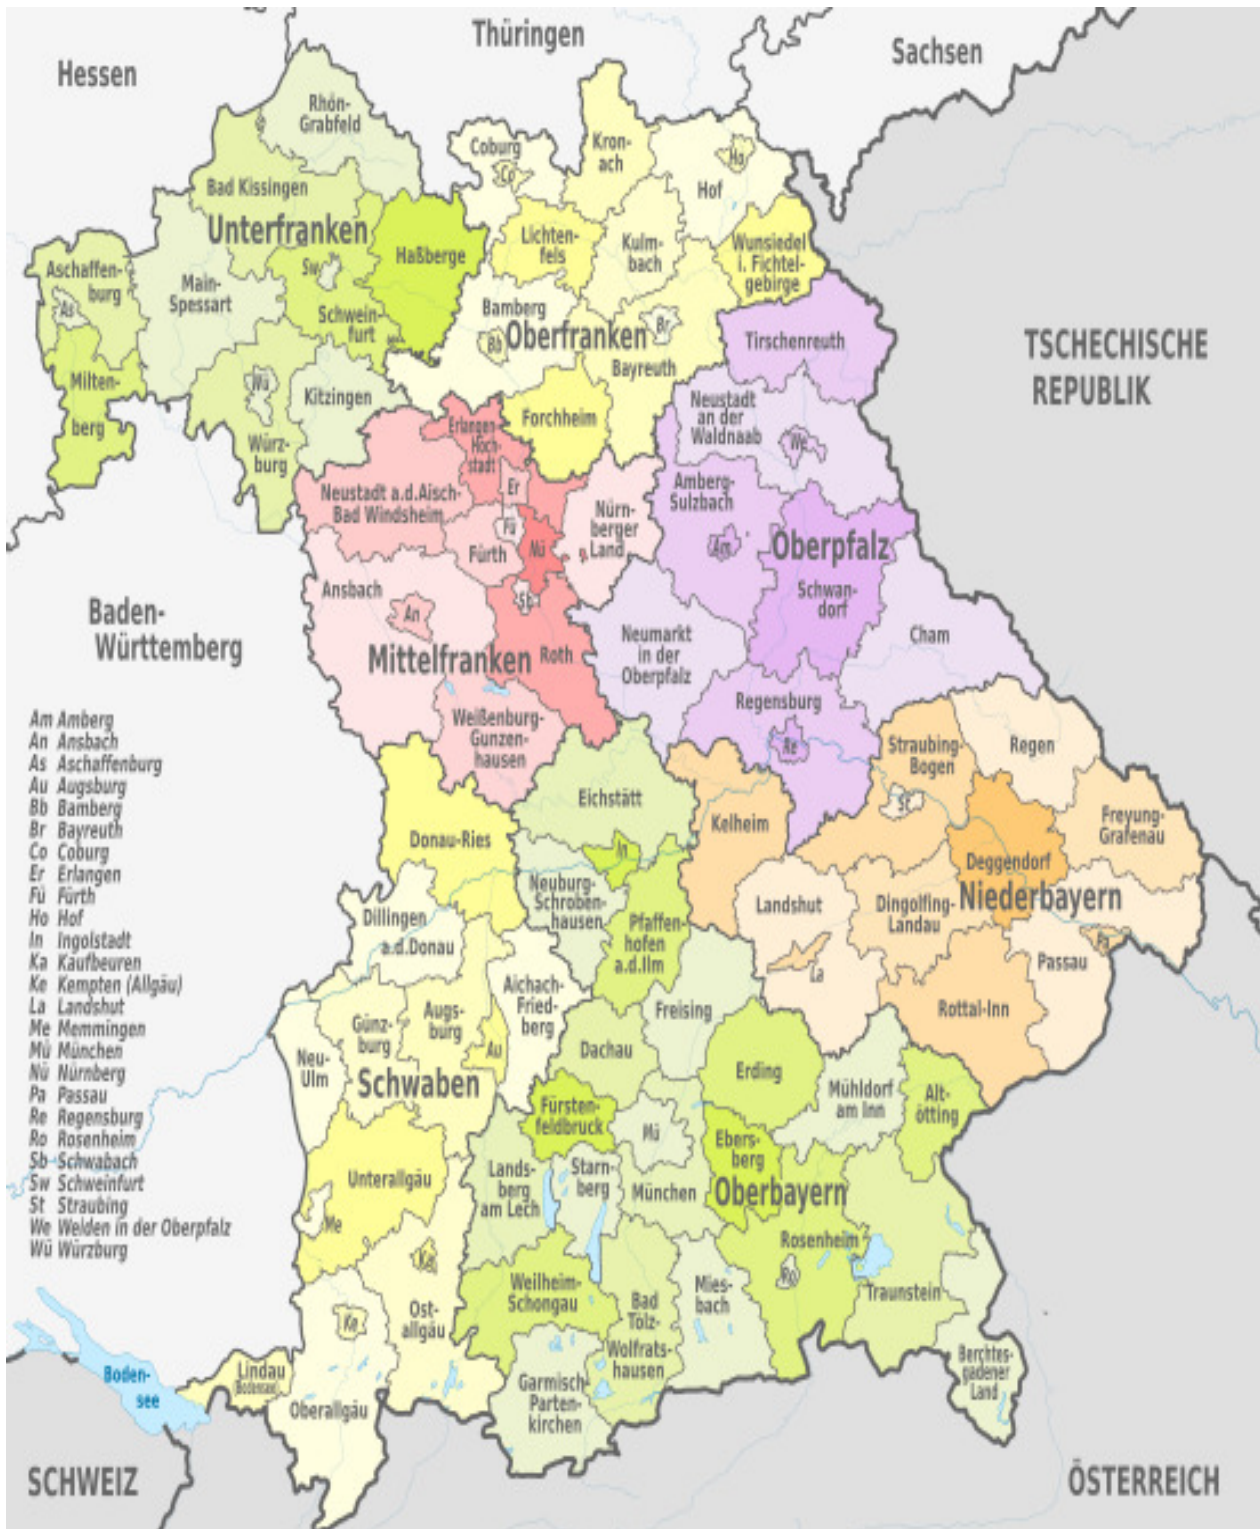 Thüringen
Hessen
Sachsen
Rhön-
Grabfeld
Coburg
Co
Kron-
ach
Ho
Hof
Bad Kissingen
Unterfranken
Haßberge
Lichten-
fels
Kulm-
bach
Wunsiedel
i. Fichtel-
gebirge
Aschaffen-
burg
As
Main-
Spessart
Sw
Schwein-
furt
Bamberg
Bb
Oberfranken
Br
Bayreuth
Tirschenreuth
TSCHECHISCHE
REPUBLIK
Milten-
berg
Wü
Würz-
burg
Kitzingen
Forchheim
Neustadt
an der
Waldnaab
We
Erlangen-
Höch-
stadt
Er
Neustadt a.d.Aisch-
Bad Windsheim
Fü
Fürth
Nü
Nürn-
berger
Land
Amberg-
Sulzbach
Am
Oberpfalz
Schwan-
dorf
Ansbach
An
Sb
Baden-
Württemberg
Mittelfranken
Roth
Neumarkt
in der
Oberpfalz
Cham
Regensburg
Re
Weißenburg-
Gunzen-
hausen
Straubing-
Bogen
St
Regen
Am Amberg
An Ansbach
As Aschaffenburg
Au Augsburg
Bb Bamberg
Br Bayreuth
Co Coburg
Er Erlangen
Fü Fürth
Ho Hof
In Ingolstadt
Ka Kaufbeuren
Ke Kempten (Allgäu)
La Landshut
Me Memmingen
Mü München
Nü Nürnberg
Pa Passau
Re Regensburg
Ro Rosenheim
Sb Schwabach
Sw Schweinfurt
St Straubing
We Weiden in der Oberpfalz
Wü Würzburg
Eichstätt
Donau-Ries
In
Kelheim
Freyung-
Grafenau
Deggendorf
Niederbayern
Neuburg-
Schroben-
hausen
Pfaffen-
hofen
a.d.Ilm
Landshut
La
Dingolfing-
Landau
Pa
Passau
Rottal-Inn
Dillingen
a.d.Donau
Aichach-
Fried-
berg
Augs-
burg
Au
Günz-
burg
Neu-
Ulm
Schwaben
Freising
Dachau
Erding
Mühldorf
am Inn
Alt-
ötting
Fürsten-
feldbruck
Mü
München
Ebers-
berg
Oberbayern
Unterallgäu
Me
Lands-
berg
am Lech
Starn-
berg
Rosenheim
Ro
Traunstein
Ka
Ost-
allgäu
Ke
Weilheim-
Schongau
Bad
Tölz-
Wolfrats-
hausen
Mies-
bach
Boden-
see
Lindau
(Bodensee)
Oberallgäu
Garmisch-
Parten-
kirchen
Berchtes-
gadener
Land
SCHWEIZ
ÖSTERREICH